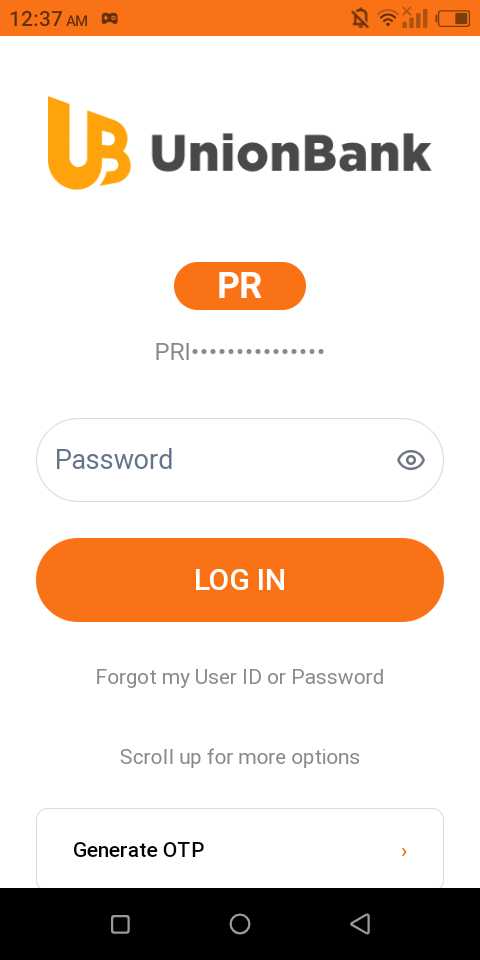 12:37 AM
UB UnionBank
PR
PRI•••••••••••••••
Password
LOG IN
Forgot my User ID or Password
Scroll up for more options
Generate OTP ›